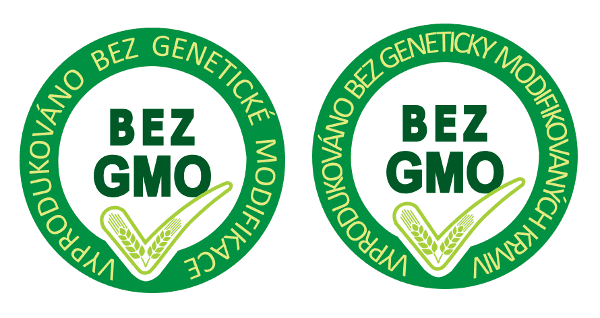 VYPRODUKOVÁNO BEZ GENETICKÉ MODIFIKACE
BEZ
GMO
VYPRODUKOVÁNO BEZ GENETICKY MODIFIKOVANÝCH KRMIV
BEZ
GMO